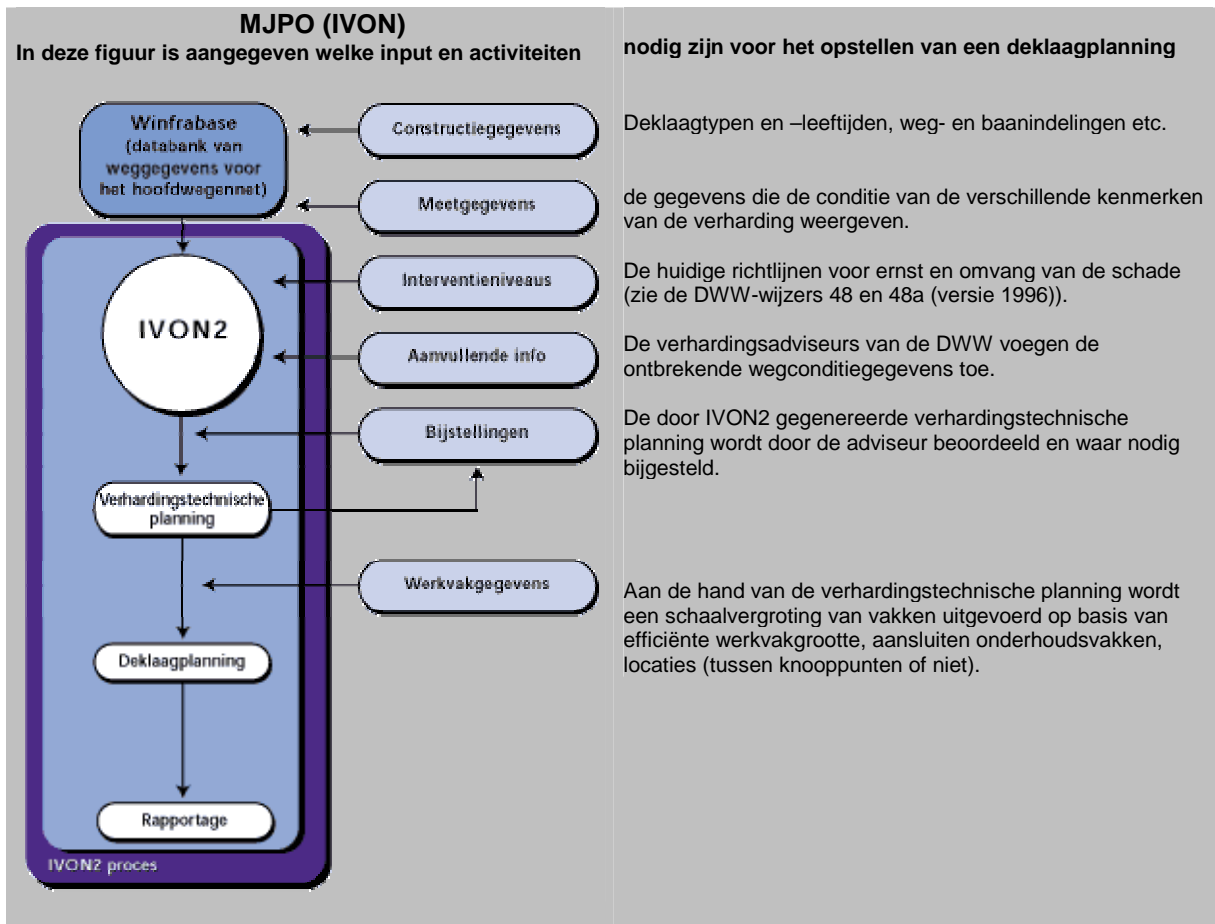 MJPO (IVON)
In deze figuur is aangegeven welke input en activiteiten
nodig zijn voor het opstellen van een deklaagplanning
Winfrabase
(databank van
weggegevens voor
het hoofdwegennet)
Constructiegegevens
Deklaagtypen en –leeftijden, weg- en baanindelingen etc.
Meetgegevens
de gegevens die de conditie van de verschillende kenmerken
van de verharding weergeven.
IVON2
Interventieniveaus
De huidige richtlijnen voor ernst en omvang van de schade
(zie de DWW-wijzers 48 en 48a (versie 1996)).
Aanvullende info
De verhardingsadviseurs van de DWW voegen de
ontbrekende wegconditiegegevens toe.
Bijstellingen
De door IVON2 gegenereerde verhardingstechnische
planning wordt door de adviseur beoordeeld en waar nodig
bijgesteld.
Verhardingstechnische
planning
Werkvakgegevens
Aan de hand van de verhardingstechnische planning wordt
een schaalvergroting van vakken uitgevoerd op basis van
efficiënte werkvakgrootte, aansluiten onderhoudsvakken,
locaties (tussen knooppunten of niet).
Deklaagplanning
Rapportage
IVON2 proces